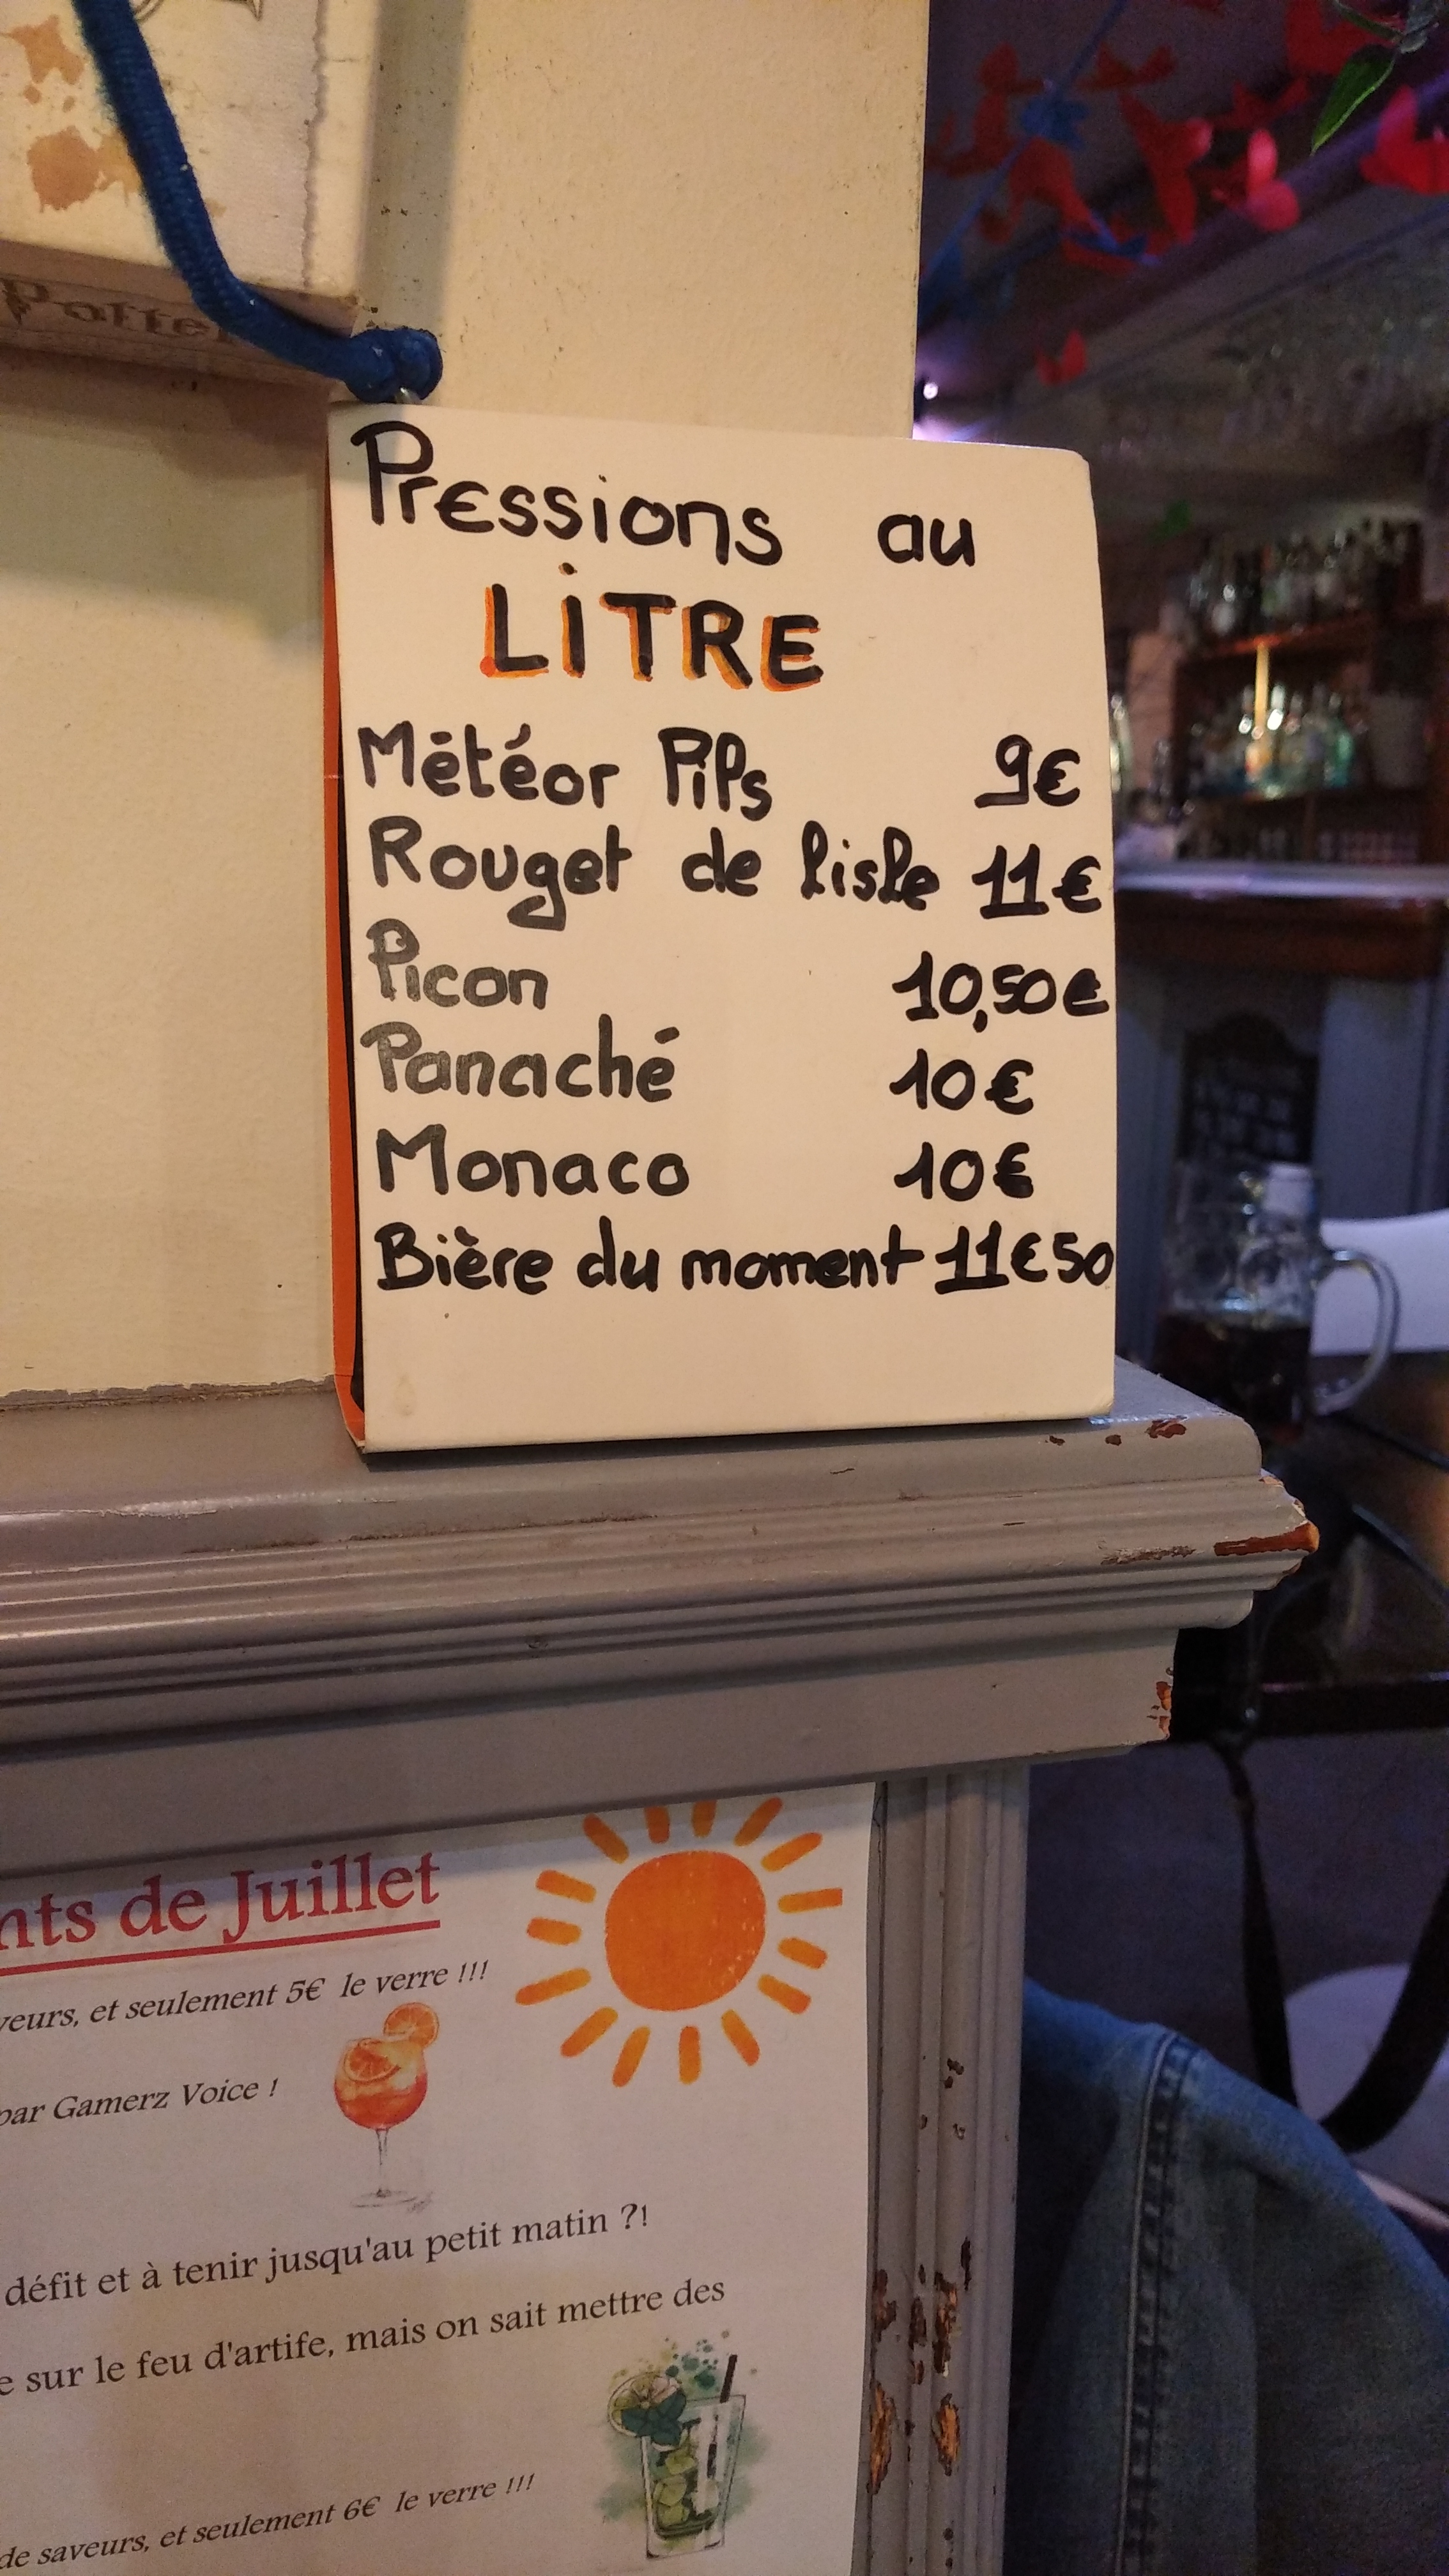 Potter
Pressions au
LiTRE
Météor Pils 9€
Rouget de lisle 11€
Picon 10,50€
Panaché 10€
Monaco 10€
Bière du moment 11€50
de Juillet
et seulement 5€ le verre !!!
par Gamerz Voice !
défit et à tenir jusqu'au petit matin ?!
sur le feu d'artife, mais on sait mettre des
de saveurs, et seulement 6€ le verre !!!